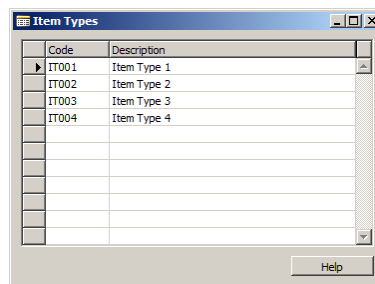 Item Types
Code Description
IT001 Item Type 1
IT002 Item Type 2
IT003 Item Type 3
IT004 Item Type 4
Help